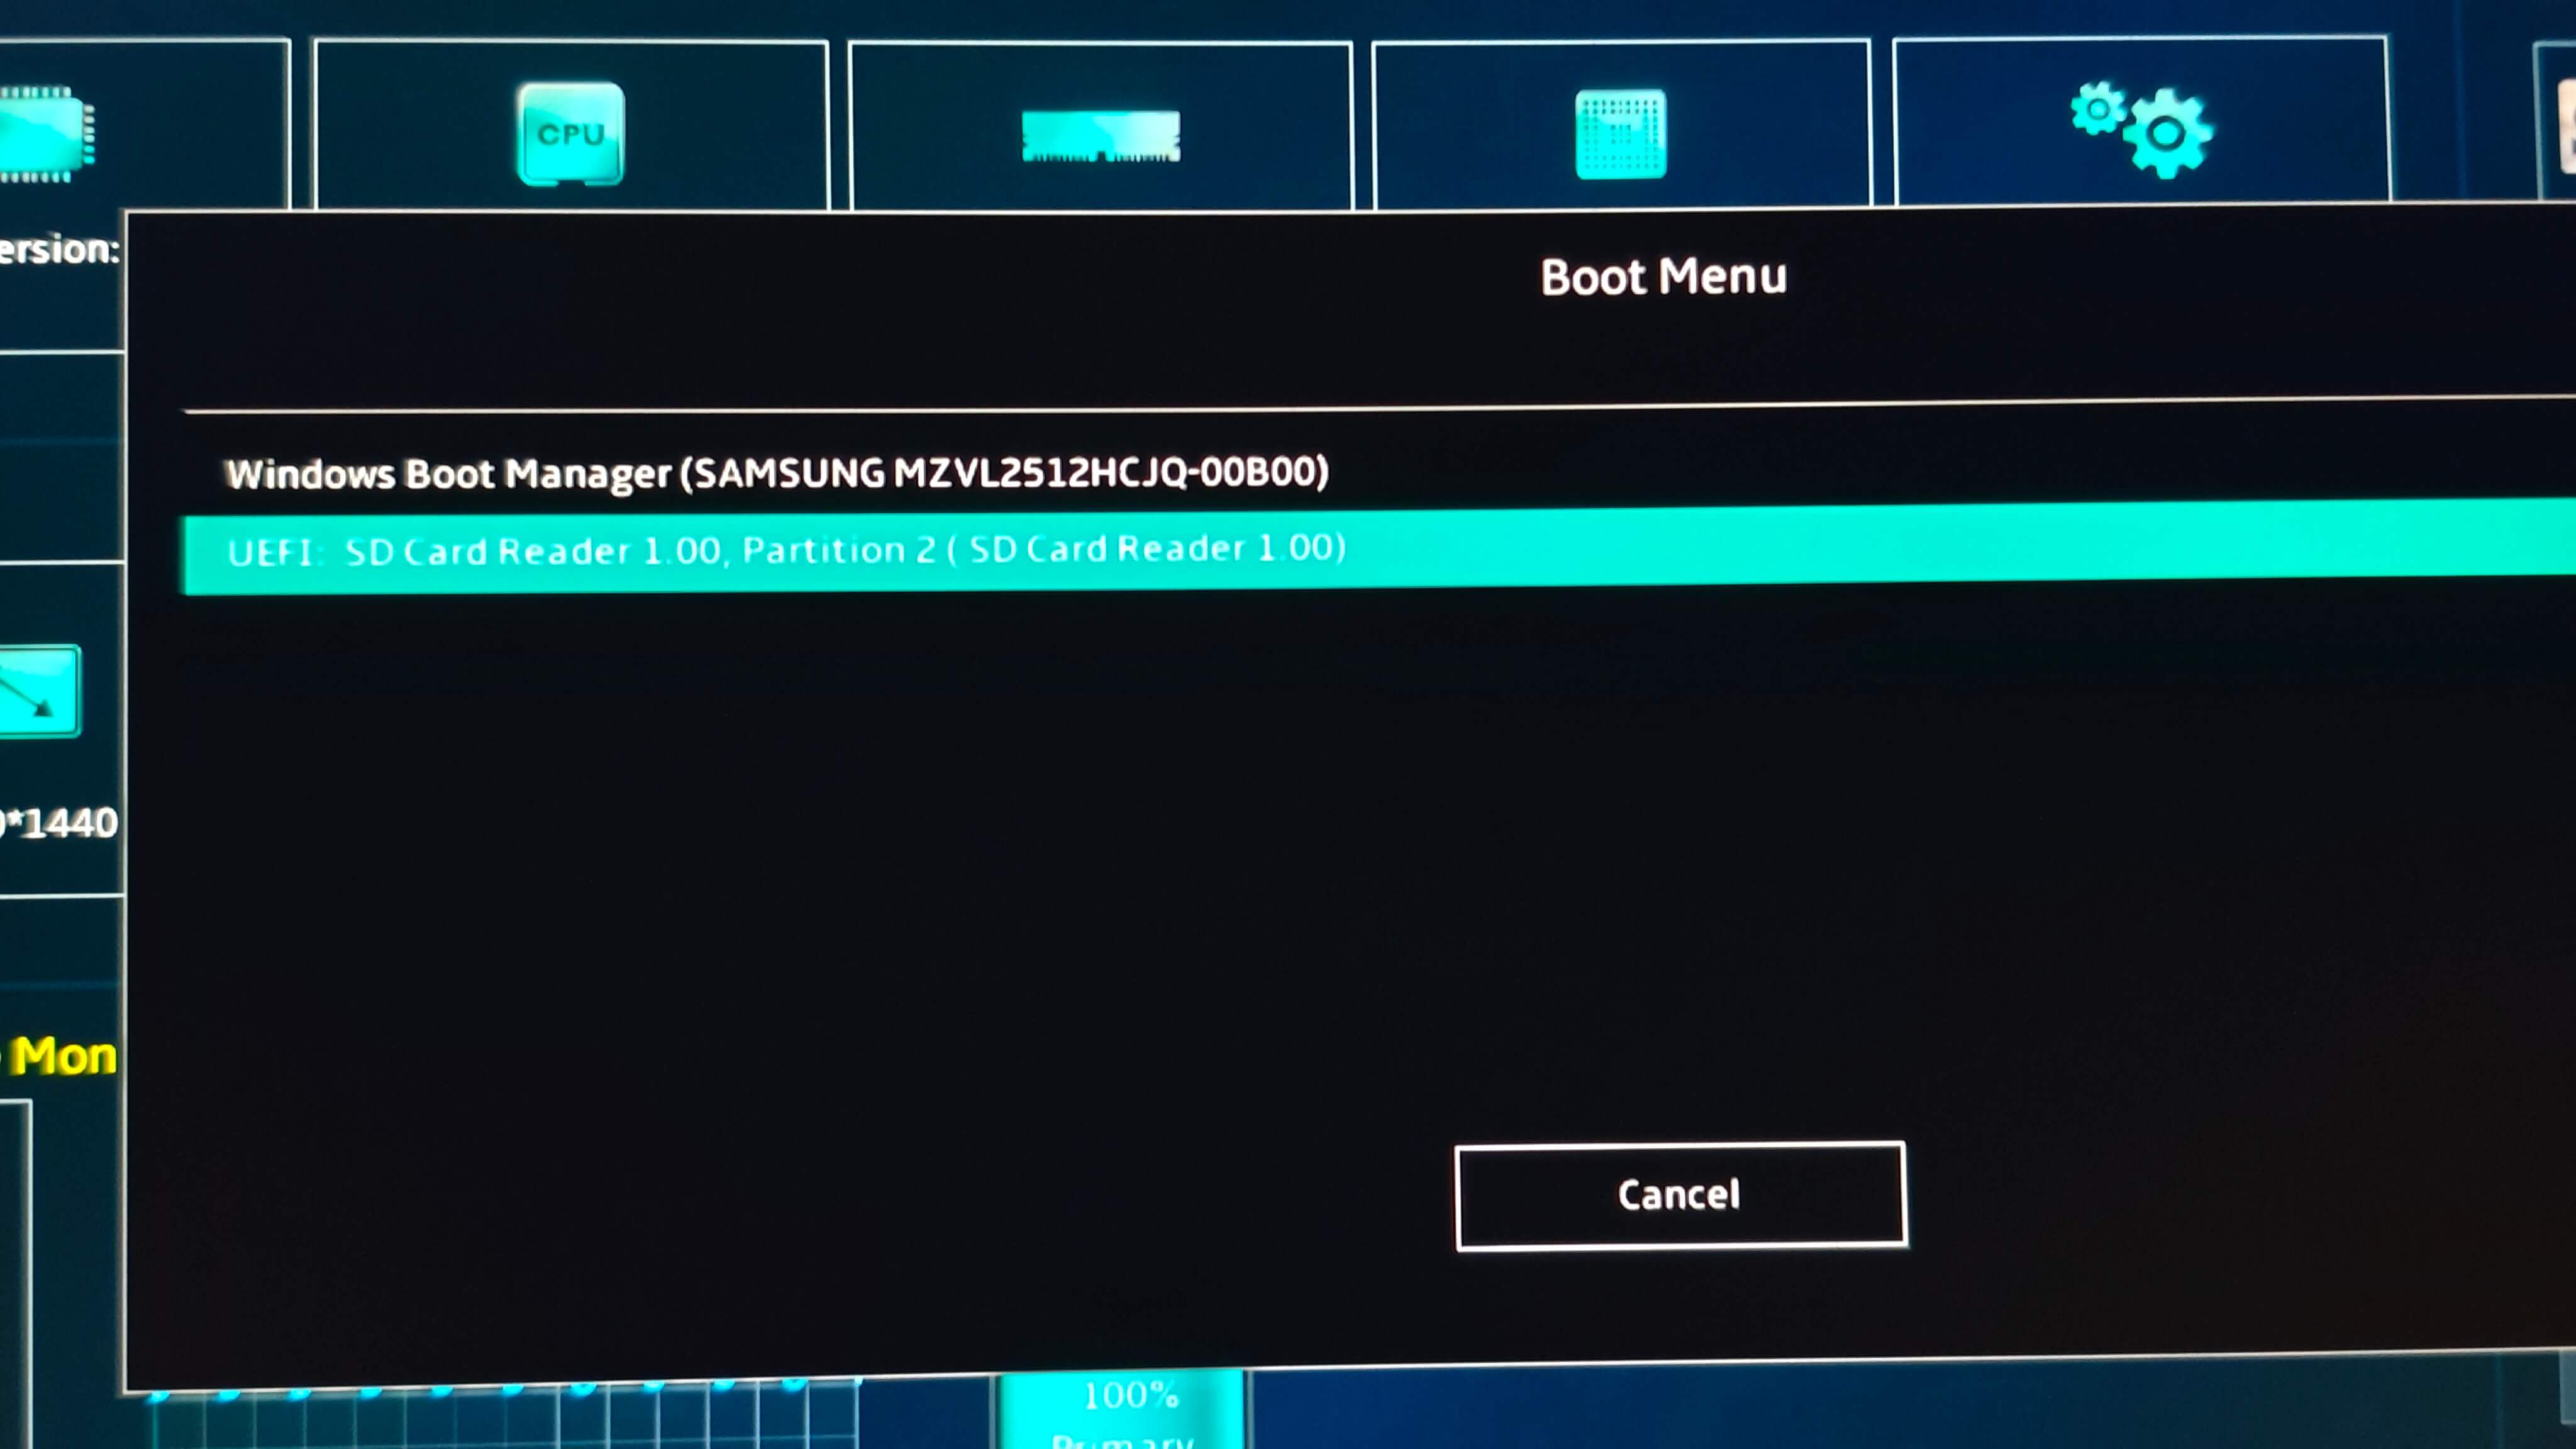 CPU
ersion:
Boot Menu
Windows Boot Manager (SAMSUNG MZVL2512HCJQ-00B00)
UEFI: SD Card Reader 1.00, Partition 2 ( SD Card Reader 1.00)
*1440
Mon
Cancel
100%
Primary